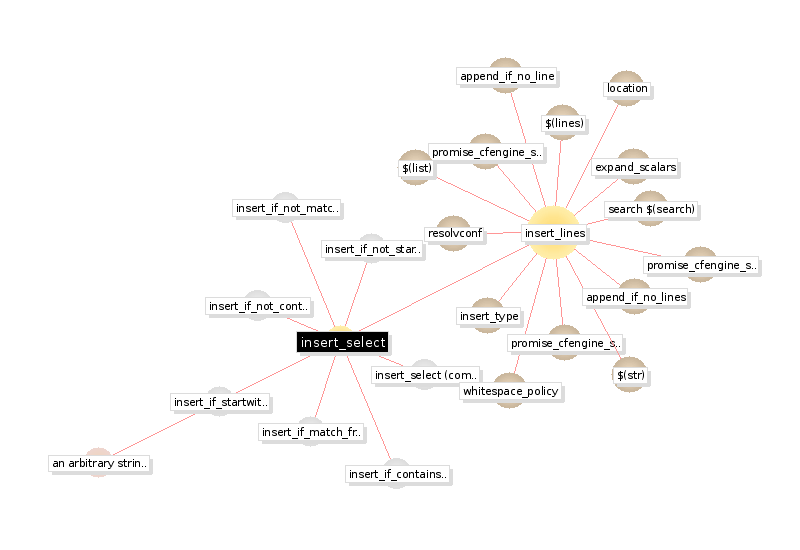 append_if_no_line
location
$(lines)
promise_cfengine_s..
$(list)
expand_scalars
insert_if_not_matc..
search $(search)
insert_if_not_star..
resolvconf
insert_lines
promise_cfengine_s..
insert_if_not_cont..
append_if_no_lines
insert_type
insert_select
promise_cfengine_s..
insert_select (com..
$(str)
whitespace_policy
insert_if_startwit..
insert_if_match_fr..
an arbitrary strin..
insert_if_contains..